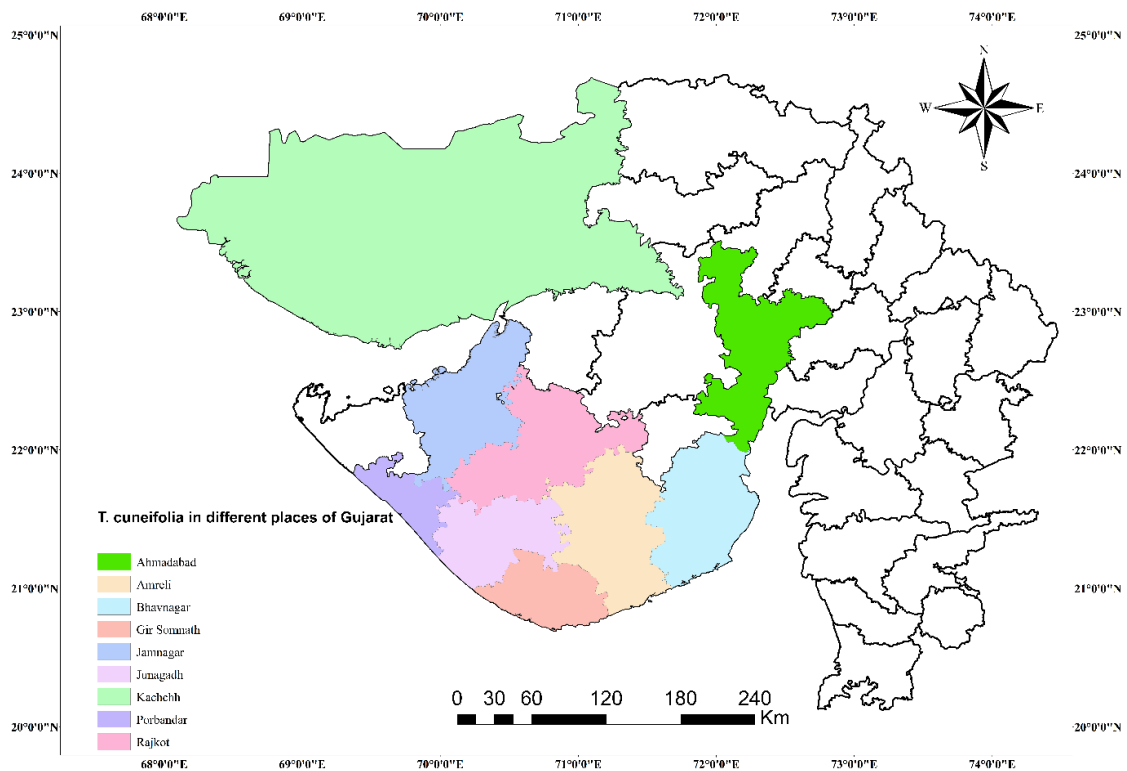 68°0'0"E 69°0'0"E 70°0'0"E 71°0'0"E 72°0'0"E 73°0'0"E 74°0'0"E
25°0'0"N 25°0'0"N
N
W E
S
24°0'0"N 24°0'0"N
23°0'0"N 23°0'0"N
22°0'0"N 22°0'0"N
T. cuneifolia in different places of Gujarat
Ahmadabad
Amreli
21°0'0"N 21°0'0"N
Bhavnagar
Gir Somnath
Jamnagar
Junagadh
Kachchh
0 30 60 120 180 240
Km
Porbandar
20°0'0"N 20°0'0"N
Rajkot
68°0'0"E 69°0'0"E 70°0'0"E 71°0'0"E 72°0'0"E 73°0'0"E 74°0'0"E